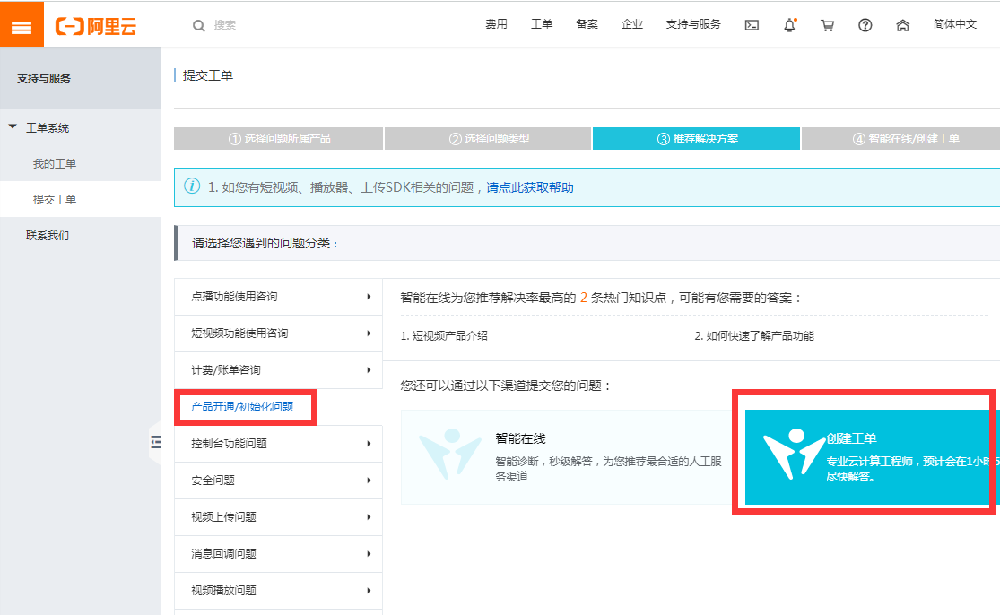 阿里云
搜索
费用 工单 备案 企业 支持与服务 简体中文
支持与服务
工单系统
我的工单
提交工单
联系我们
提交工单
① 选择问题所属产品 ② 选择问题类型 ③ 推荐解决方案 ④ 智能在线/创建工单
1. 如您有短视频、播放器、上传SDK相关的问题，请点此获取帮助
请选择您遇到的问题分类：
点播功能使用咨询
短视频功能使用咨询
计费/账单咨询
产品开通/初始化问题
控制台功能问题
安全问题
视频上传问题
消息回调问题
视频播放问题
智能在线为您推荐解决率最高的 2 条热门知识点，可能有您需要的答案：
1. 短视频产品介绍 2. 如何快速了解产品功能
您还可以通过以下渠道提交您的问题：
智能在线
智能诊断，秒级解答，为您推荐最合适的人工服
务渠道
创建工单
专业云计算工程师，预计会在1小时5
尽快解答。